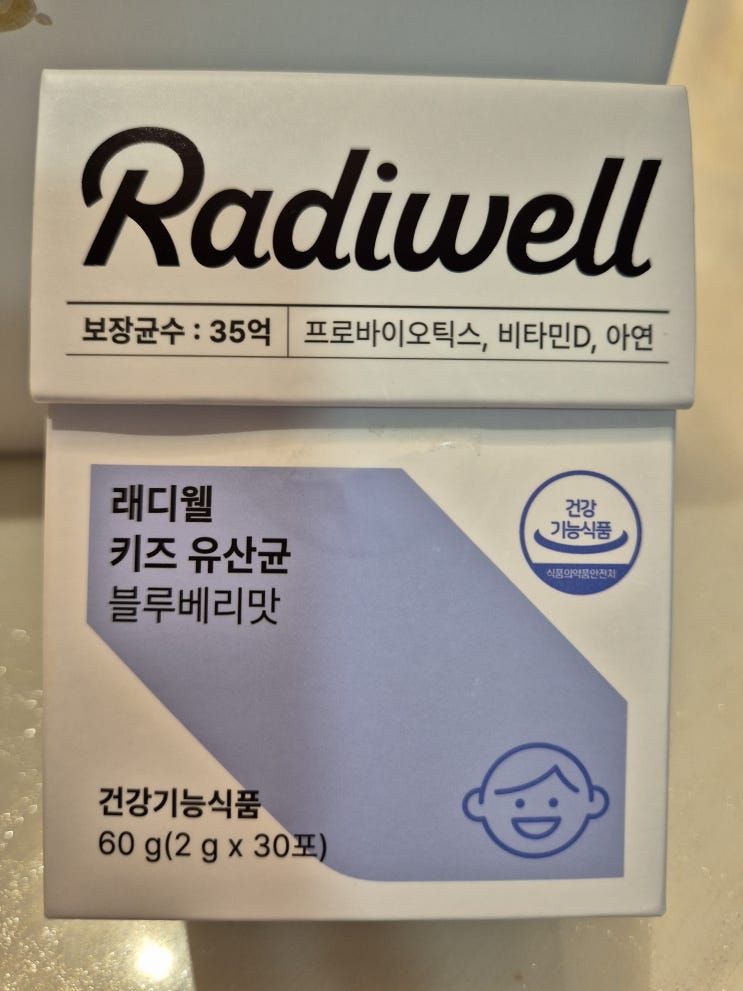 Radiwell
보장균수 : 35억
프로바이오틱스, 비타민D, 아연
래디웰
키즈 유산균
블루베리맛
건강
기능식품
식품의약품안전처
건강기능식품
60 g(2 g x 30포)